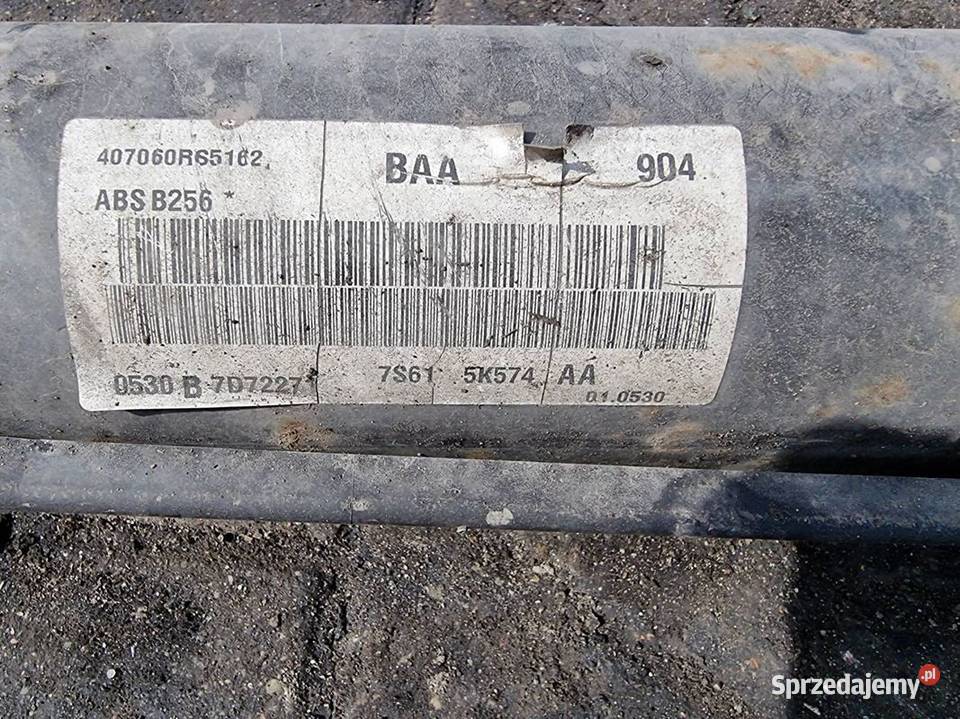 407060R65162
BAA 904
ABS B256 *
0530 B 7D7227*
7S61 5K574 AA
01.0530
Sprzedajemy.pl